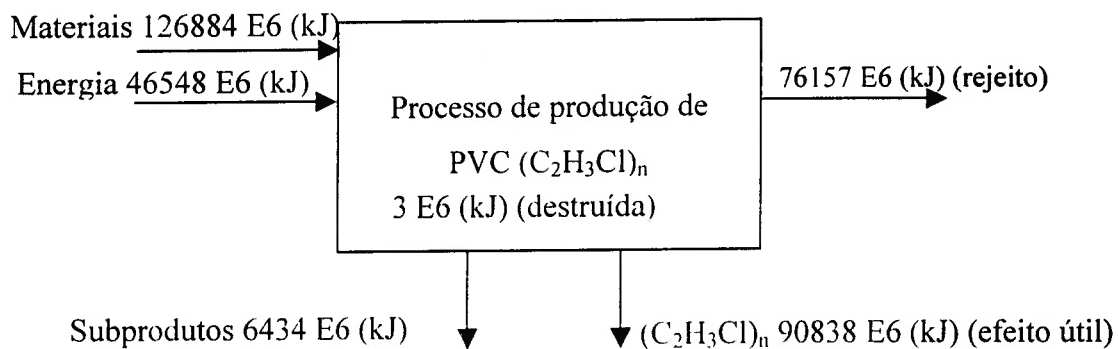 Materiais 126884 E6 (kJ)
Energia 46548 E6 (kJ)
76157 E6 (kJ) (rejeito)
Processo de produção de
PVC (C₂H₃Cl)ₙ
3 E6 (kJ) (destruída)
Subprodutos 6434 E6 (kJ)
(C₂H₃Cl)ₙ 90838 E6 (kJ) (efeito útil)